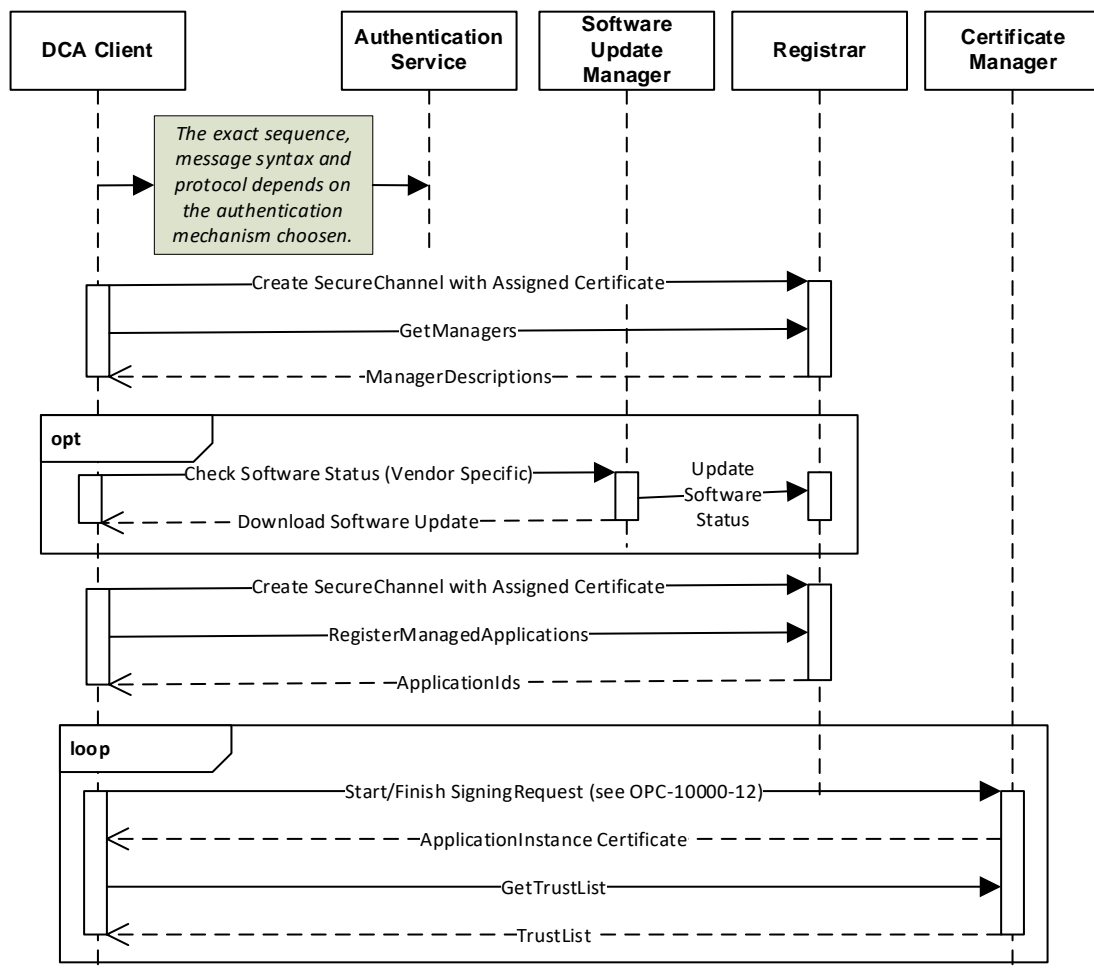 DCA Client
Authentication
Service
Software
Update
Manager
Registrar
Certificate
Manager
The exact sequence,
message syntax and
protocol depends on
the authentication
mechanism choosen.
Create SecureChannel with Assigned Certificate
GetManagers
ManagerDescriptions
opt
Check Software Status (Vendor Specific)
Update
Software
Status
Download Software Update
Create SecureChannel with Assigned Certificate
RegisterManagedApplications
ApplicationIds
loop
Start/Finish SigningRequest (see OPC-10000-12)
ApplicationInstance Certificate
GetTrustList
TrustList